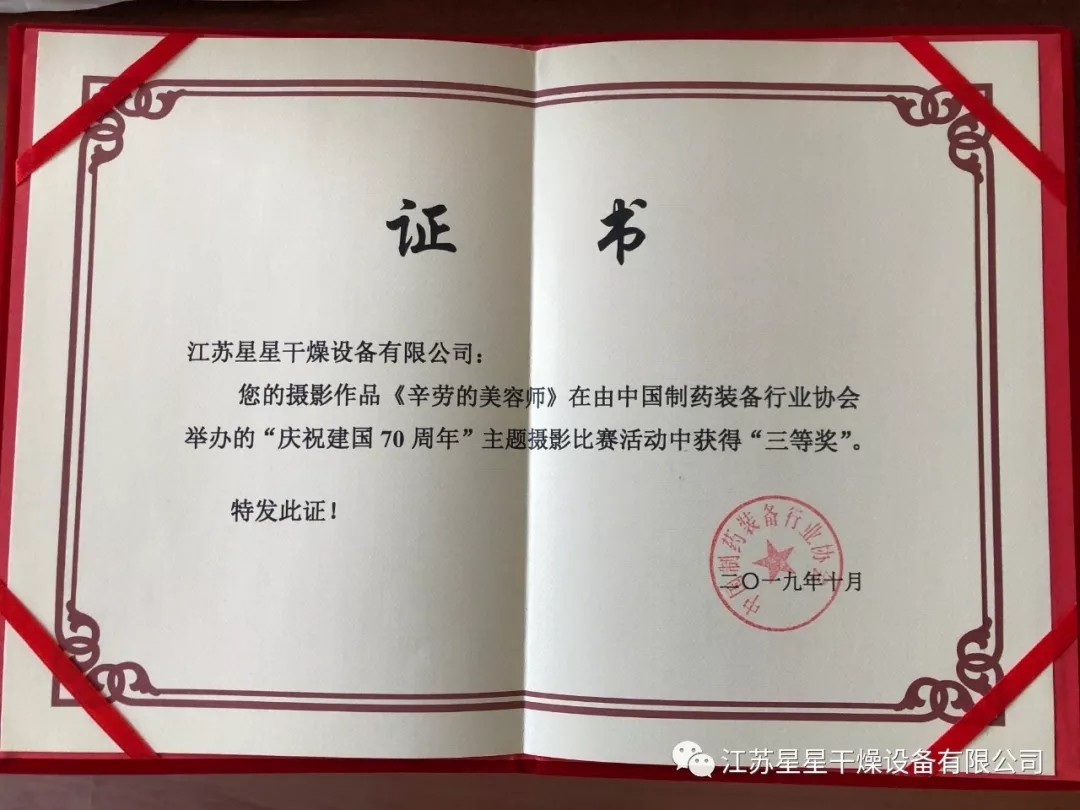 证 书
江苏星星干燥设备有限公司：
您的摄影作品《辛劳的美容师》在由中国制药装备行业协会
举办的“庆祝建国 70 周年”主题摄影比赛活动中获得“三等奖”。
特发此证！
中国制药装备行业协会
二〇一九年十月
江苏星星干燥设备有限公司